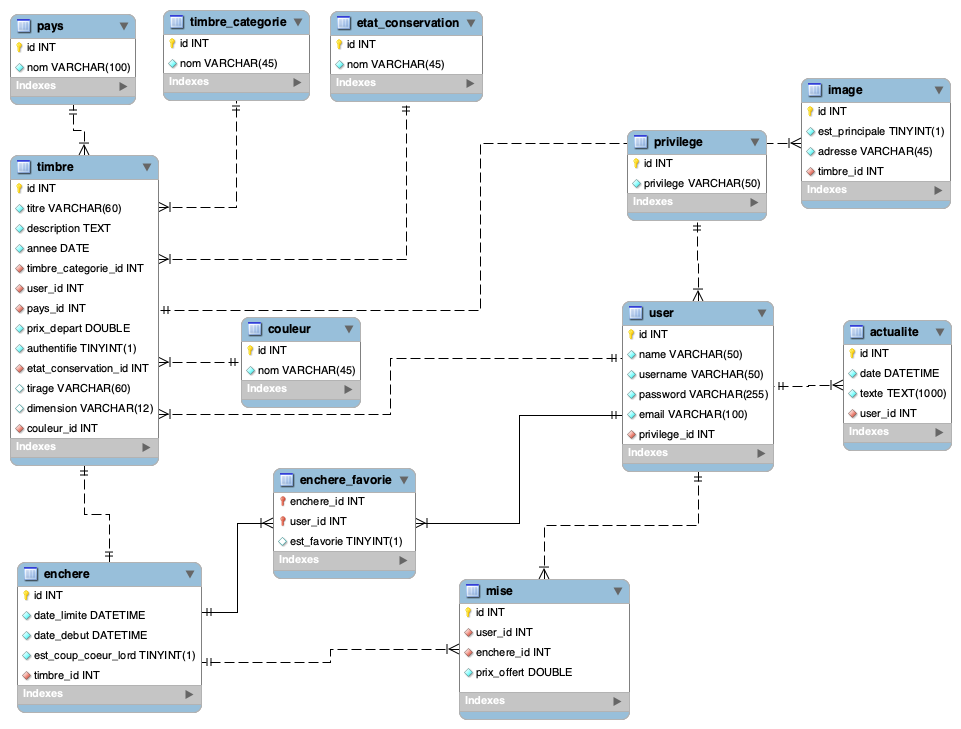 pays
id INT
nom VARCHAR(100)
Indexes
timbre_categorie
id INT
nom VARCHAR(45)
Indexes
etat_conservation
id INT
nom VARCHAR(45)
Indexes
image
id INT
est_principale TINYINT(1)
adresse VARCHAR(45)
timbre_id INT
Indexes
privilege
id INT
privilege VARCHAR(50)
Indexes
timbre
id INT
titre VARCHAR(60)
description TEXT
annee DATE
timbre_categorie_id INT
user_id INT
pays_id INT
prix_depart DOUBLE
authentifie TINYINT(1)
etat_conservation_id INT
tirage VARCHAR(60)
dimension VARCHAR(12)
couleur_id INT
Indexes
couleur
id INT
nom VARCHAR(45)
Indexes
user
id INT
name VARCHAR(50)
username VARCHAR(50)
password VARCHAR(255)
email VARCHAR(100)
privilege_id INT
Indexes
actualite
id INT
date DATETIME
texte TEXT(1000)
user_id INT
Indexes
enchere_favorie
enchere_id INT
user_id INT
est_favorie TINYINT(1)
Indexes
enchere
id INT
date_limite DATETIME
date_debut DATETIME
est_coup_coeur_lord TINYINT(1)
timbre_id INT
Indexes
mise
id INT
user_id INT
enchere_id INT
prix_offert DOUBLE
Indexes